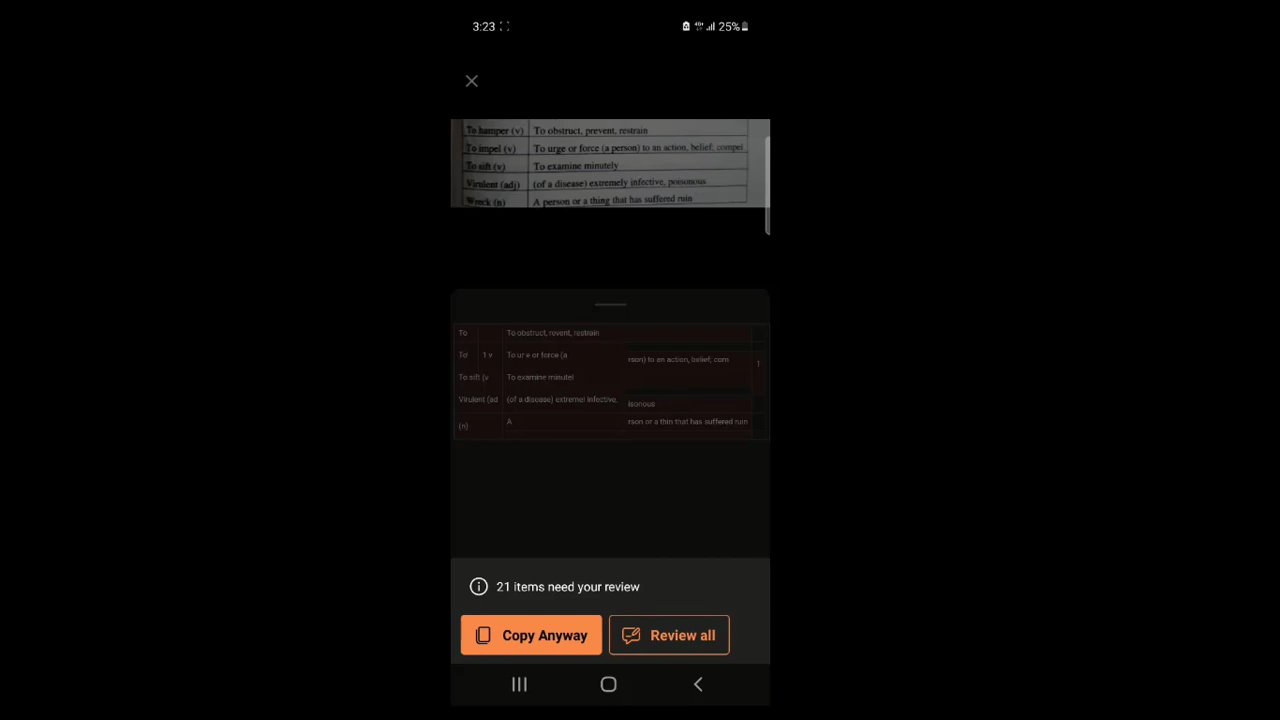 3:23 25%
To hamper (v) To obstruct, prevent, restrain
To impel (v) To urge or force (a person) to an action, belief; compel
To sift (v) To examine minutely
Virulent (adj) (of a disease) extremely infective, poisonous
Wreck (n) A person or a thing that has suffered ruin
To To obstruct, revent, restrain
To 1 v To ur e or force (a rson) to an action, belief; com 1
To sift (v To examine minutel
Virulent (ad (of a disease) extremel infective, isonous
(n) A rson or a thin that has suffered ruin
21 items need your review
Copy Anyway Review all